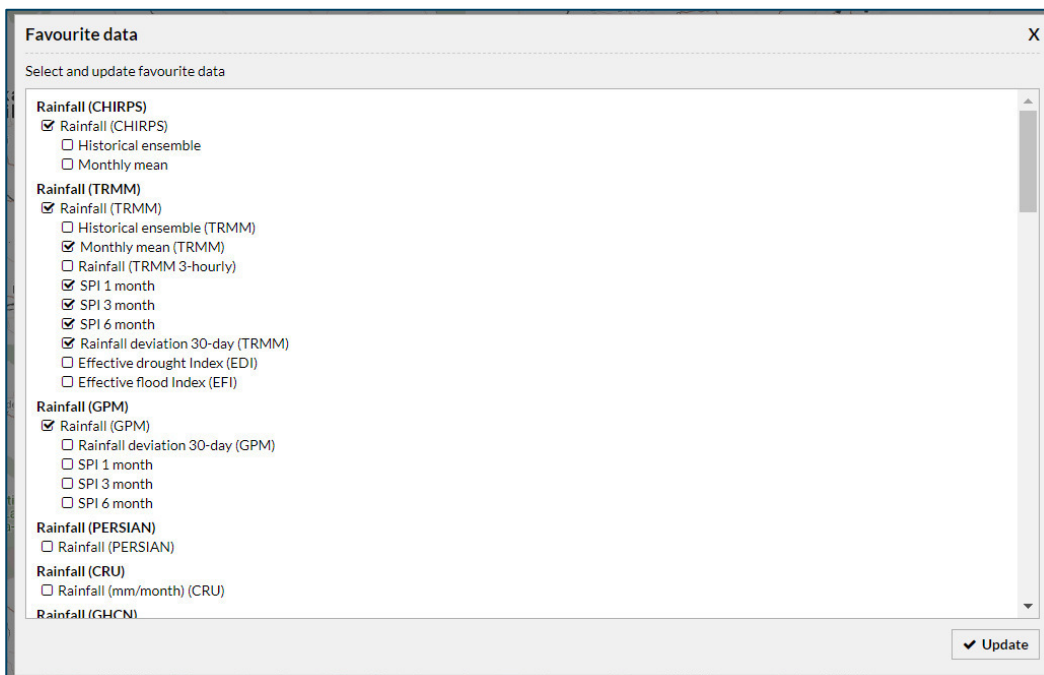 Favourite data
X
Select and update favourite data
Rainfall (CHIRPS)
Rainfall (CHIRPS)
Historical ensemble
Monthly mean
Rainfall (TRMM)
Rainfall (TRMM)
Historical ensemble (TRMM)
Monthly mean (TRMM)
Rainfall (TRMM 3-hourly)
SPI 1 month
SPI 3 month
SPI 6 month
Rainfall deviation 30-day (TRMM)
Effective drought Index (EDI)
Effective flood Index (EFI)
Rainfall (GPM)
Rainfall (GPM)
Rainfall deviation 30-day (GPM)
SPI 1 month
SPI 3 month
SPI 6 month
Rainfall (PERSIAN)
Rainfall (PERSIAN)
Rainfall (CRU)
Rainfall (mm/month) (CRU)
Rainfall (GHCN)
Update